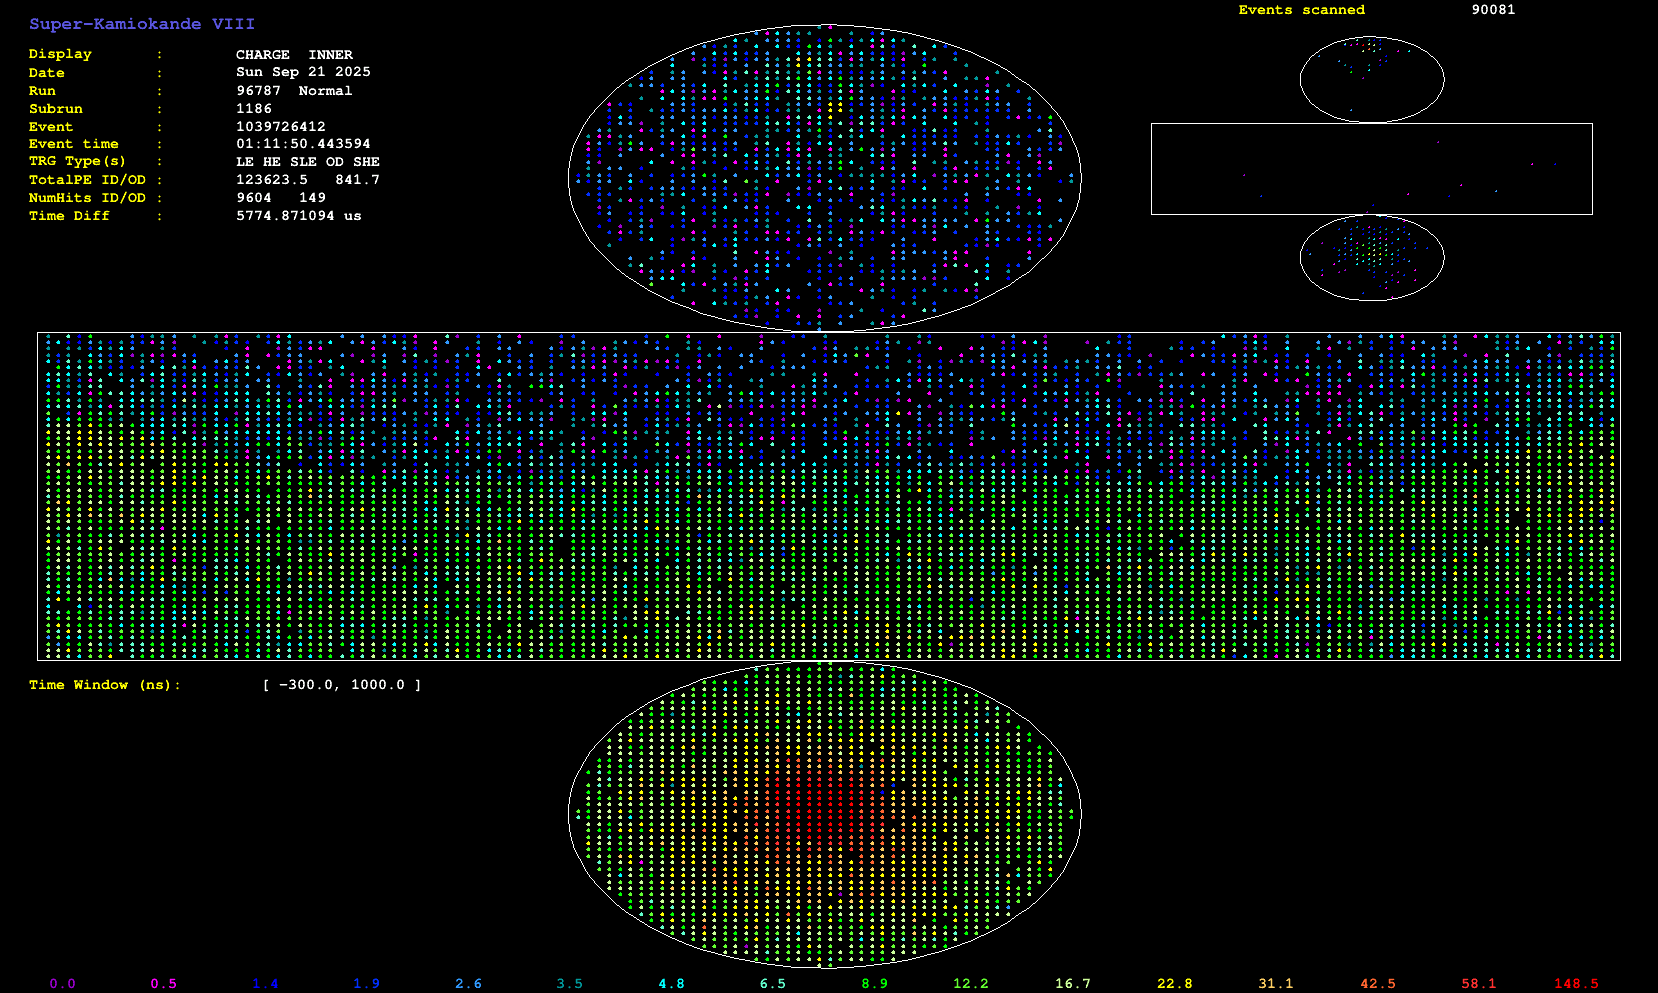 Super-Kamiokande VIII
Events scanned 90081
Display : CHARGE INNER
Date : Sun Sep 21 2025
Run : 96787 Normal
Subrun : 1186
Event : 1039726412
Event time : 01:11:50.443594
TRG Type(s) : LE HE SLE OD SHE
TotalPE ID/OD : 123623.5 841.7
NumHits ID/OD : 9604 149
Time Diff : 5774.871094 us
Time Window (ns): [ -300.0, 1000.0 ]
0.0 0.5 1.4 1.9 2.6 3.5 4.8 6.5 8.9 12.2 16.7 22.8 31.1 42.5 58.1 148.5